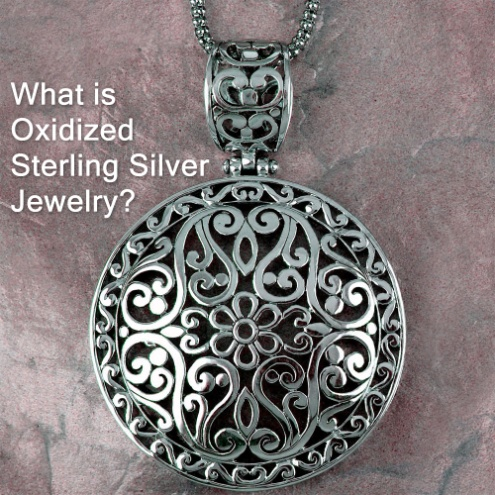 What is
Oxidized
Sterling Silver
Jewelry?